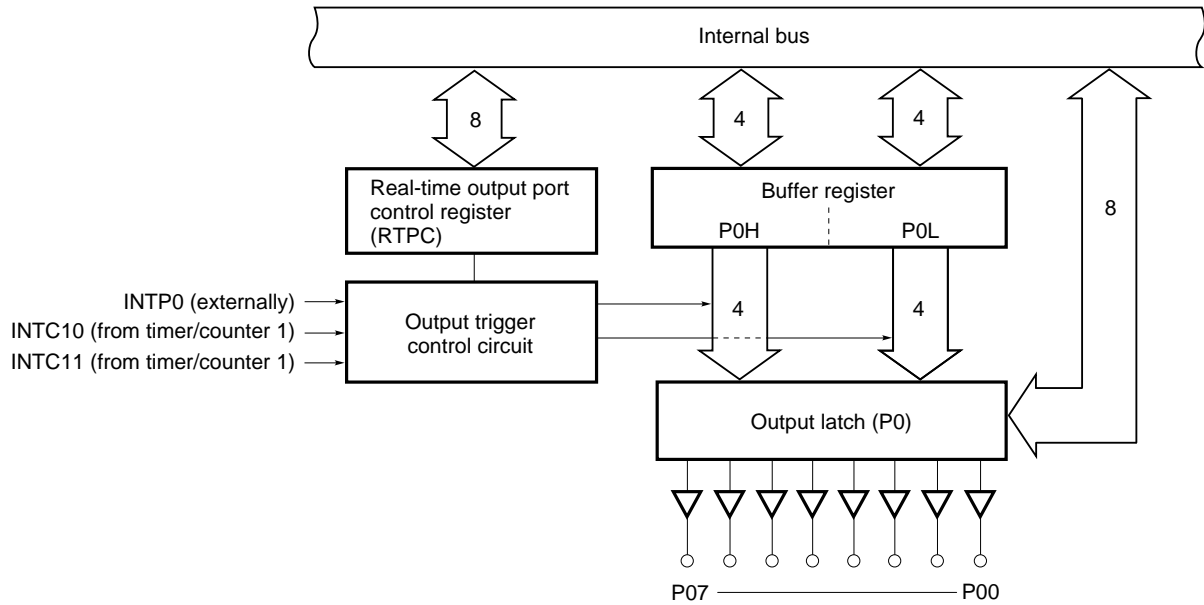 Internal bus
8
4
4
Real-time output port
control register
(RTPC)
Buffer register
P0H
P0L
8
INTP0 (externally)
INTC10 (from timer/counter 1)
INTC11 (from timer/counter 1)
Output trigger
control circuit
4
4
Output latch (P0)
P07
P00